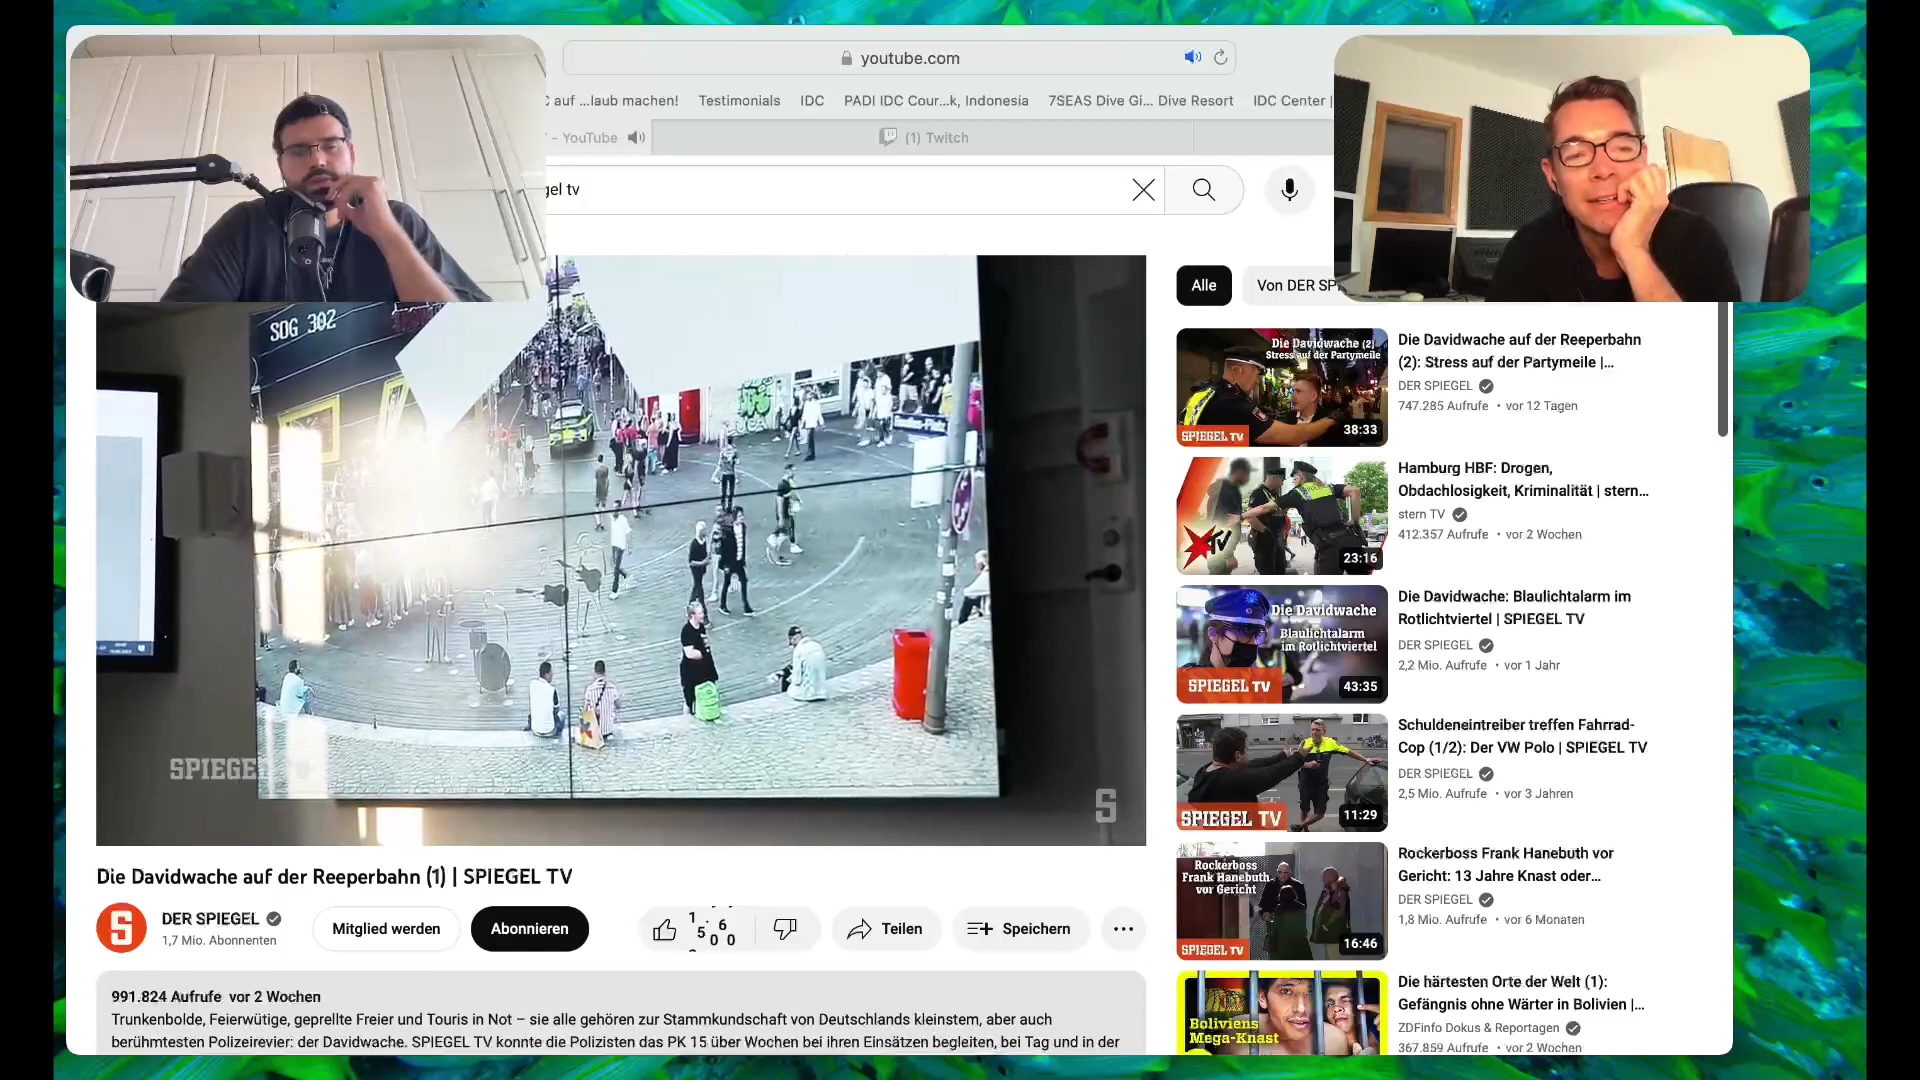 youtube.com
C auf ...laub machen! Testimonials IDC PADI IDC Cour...k, Indonesia 7SEAS Dive Gi... Dive Resort IDC Center |
- YouTube (1) Twitch
gel tv
Alle Von DER SPI
SDG 302
SPIEGEL
S
Die Davidwache auf der Reeperbahn (1) | SPIEGEL TV
S
DER SPIEGEL
1,7 Mio. Abonnenten
Mitglied werden
Abonnieren
Teilen
Speichern
991.824 Aufrufe vor 2 Wochen
Trunkenbolde, Feierwütige, geprellte Freier und Touris in Not – sie alle gehören zur Stammkundschaft von Deutschlands kleinstem, aber auch
berühmtesten Polizeirevier: der Davidwache. SPIEGEL TV konnte die Polizisten das PK 15 über Wochen bei ihren Einsätzen begleiten, bei Tag und in der
Die Davidwache (2)
Stress auf der Partymeile
SPIEGEL TV
38:33
Die Davidwache auf der Reeperbahn
(2): Stress auf der Partymeile |...
DER SPIEGEL
747.285 Aufrufe • vor 12 Tagen
TV
23:16
Hamburg HBF: Drogen,
Obdachlosigkeit, Kriminalität | stern...
stern TV
412.357 Aufrufe • vor 2 Wochen
Die Davidwache
Blaulichtalarm
im Rotlichtviertel
SPIEGEL TV
43:35
Die Davidwache: Blaulichtalarm im
Rotlichtviertel | SPIEGEL TV
DER SPIEGEL
2,2 Mio. Aufrufe • vor 1 Jahr
SPIEGEL TV
11:29
Schuldeneintreiber treffen Fahrrad-
Cop (1/2): Der VW Polo | SPIEGEL TV
DER SPIEGEL
2,5 Mio. Aufrufe • vor 3 Jahren
Rockerboss
Frank Hanebuth
vor Gericht
SPIEGEL TV
16:46
Rockerboss Frank Hanebuth vor
Gericht: 13 Jahre Knast oder...
DER SPIEGEL
1,8 Mio. Aufrufe • vor 6 Monaten
Boliviens
Mega-Knast
Die härtesten Orte der Welt (1):
Gefängnis ohne Wärter in Bolivien |...
ZDFinfo Dokus & Reportagen
367.859 Aufrufe • vor 2 Wochen